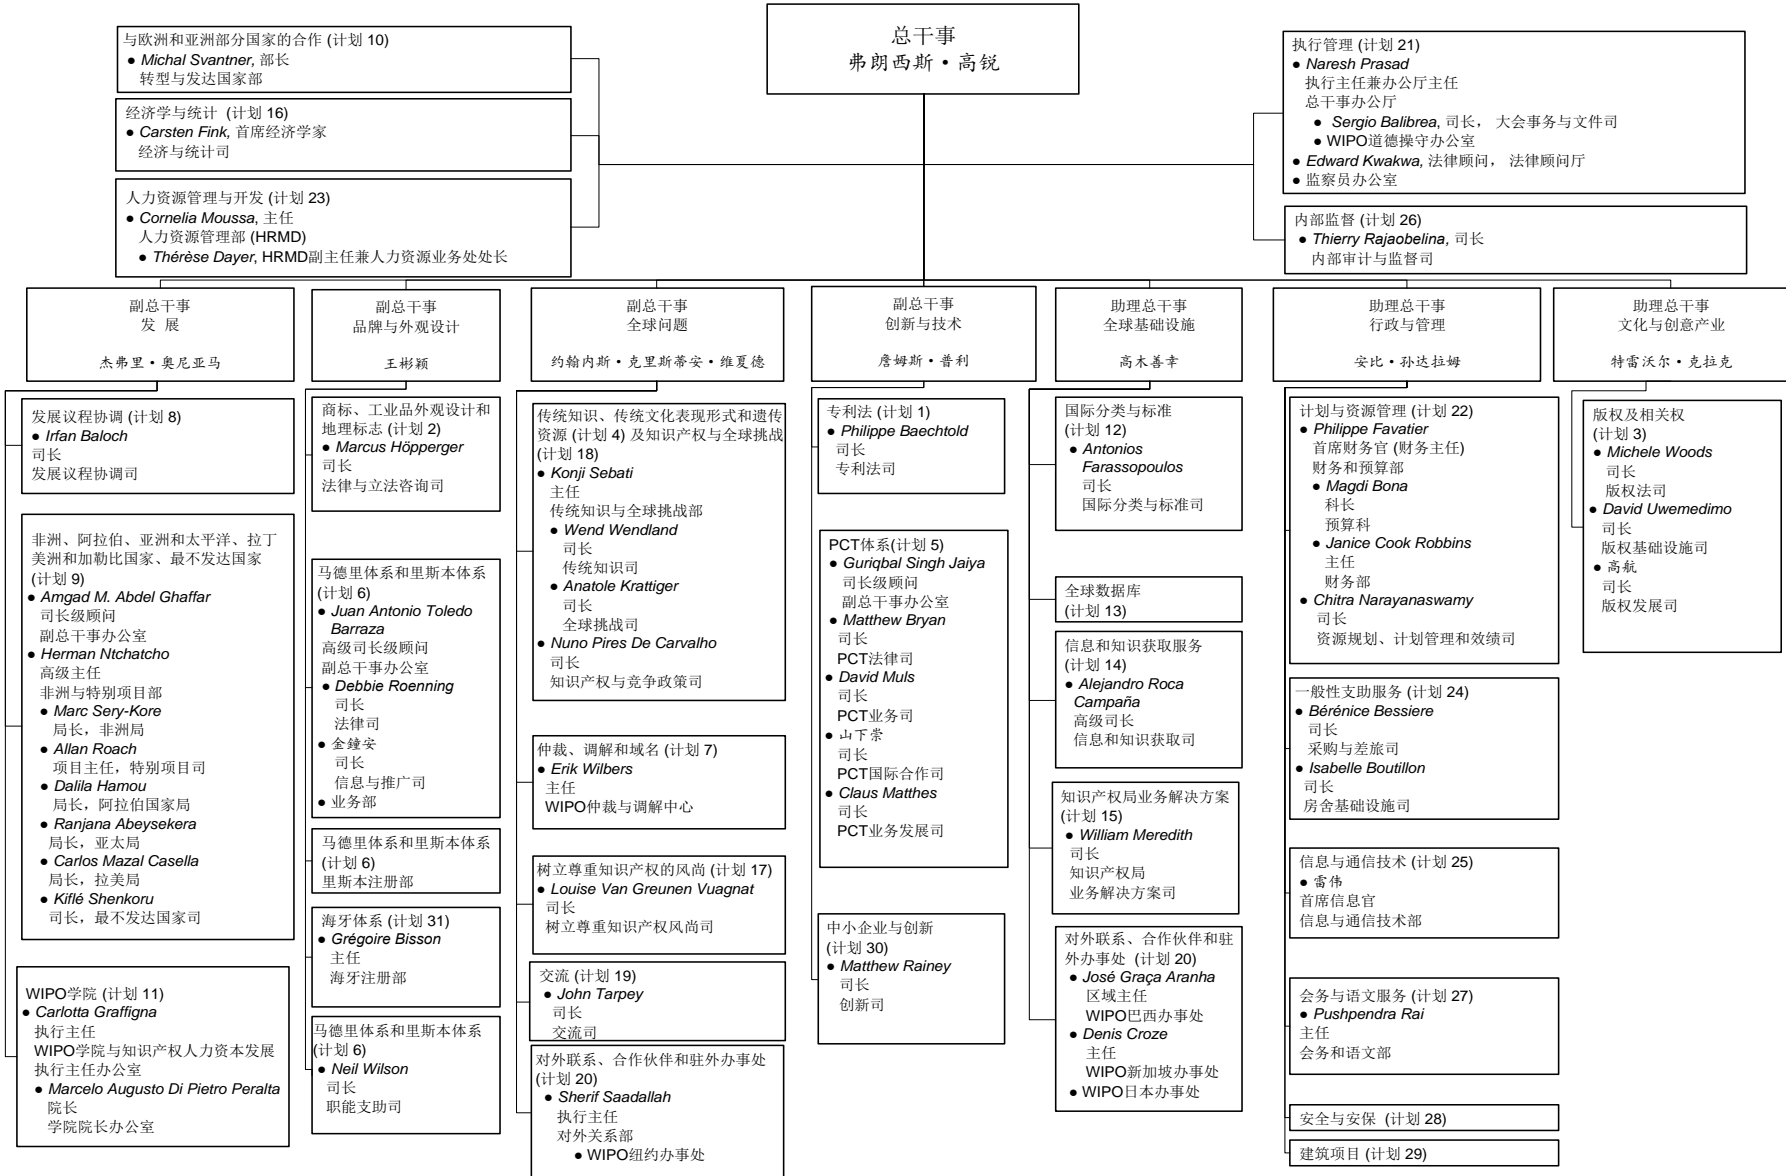 总干事
弗朗西斯·高锐
与欧洲和亚洲部分国家的合作 (计划 10)
● Michal Svantner, 部长
转型与发达国家部
经济学与统计 (计划 16)
● Carsten Fink, 首席经济学家
经济与统计司
人力资源管理与开发 (计划 23)
● Cornelia Moussa, 主任
人力资源管理部 (HRMD)
● Thérèse Dayer, HRMD副主任兼人力资源业务处处长
执行管理 (计划 21)
● Naresh Prasad
执行主任兼办公厅主任
总干事办公厅
● Sergio Balibrea, 司长， 大会事务与文件司
● WIPO道德操守办公室
● Edward Kwakwa, 法律顾问， 法律顾问厅
● 监察员办公室
内部监督 (计划 26)
● Thierry Rajaobelina, 司长
内部审计与监督司
副总干事
发 展
杰弗里·奥尼亚马
发展议程协调 (计划 8)
● Irfan Baloch
司长
发展议程协调司
非洲、阿拉伯、亚洲和太平洋、拉丁
美洲和加勒比国家、最不发达国家
(计划 9)
● Amgad M. Abdel Ghaffar
司长级顾问
副总干事办公室
● Herman Ntchatcho
高级主任
非洲与特别项目部
● Marc Sery-Kore
局长，非洲局
● Allan Roach
项目主任，特别项目司
● Dalila Hamou
局长，阿拉伯国家局
● Ranjana Abeysekera
局长，亚太局
● Carlos Mazal Casella
局长，拉美局
● Kiflé Shenkoru
司长，最不发达国家司
WIPO学院 (计划 11)
● Carlotta Graffigna
执行主任
WIPO学院与知识产权人力资本发展
执行主任办公室
● Marcelo Augusto Di Pietro Peralta
院长
学院院长办公室
副总干事
品牌与外观设计
王彬颖
商标、工业品外观设计和
地理标志 (计划 2)
● Marcus Höpperger
司长
法律与立法咨询司
马德里体系和里斯本体系
(计划 6)
● Juan Antonio Toledo
Barraza
高级司长级顾问
副总干事办公室
● Debbie Roenning
司长
法律司
● 金鐘安
司长
信息与推广司
● 业务部
马德里体系和里斯本体系
(计划 6)
里斯本注册部
海牙体系 (计划 31)
● Grégoire Bisson
主任
海牙注册部
马德里体系和里斯本体系
(计划 6)
● Neil Wilson
司长
职能支助司
副总干事
全球问题
约翰内斯·克里斯蒂安·维夏德
传统知识、传统文化表现形式和遗传
资源 (计划 4) 及知识产权与全球挑战
(计划 18)
● Konji Sebati
主任
传统知识与全球挑战部
● Wend Wendland
司长
传统知识司
● Anatole Krattiger
司长
全球挑战司
● Nuno Pires De Carvalho
司长
知识产权与竞争政策司
仲裁、调解和域名 (计划 7)
● Erik Wilbers
主任
WIPO仲裁与调解中心
树立尊重知识产权的风尚 (计划 17)
● Louise Van Greunen Vuagnat
司长
树立尊重知识产权风尚司
交流 (计划 19)
● John Tarpey
司长
交流司
对外联系、合作伙伴和驻外办事处
(计划 20)
● Sherif Saadallah
执行主任
对外关系部
● WIPO纽约办事处
副总干事
创新与技术
詹姆斯·普利
专利法 (计划 1)
● Philippe Baechtold
司长
专利法司
PCT体系(计划 5)
● Guriqbal Singh Jaiya
司长级顾问
副总干事办公室
● Matthew Bryan
司长
PCT法律司
● David Muls
司长
PCT业务司
● 山下崇
司长
PCT国际合作司
● Claus Matthes
司长
PCT业务发展司
中小企业与创新
(计划 30)
● Matthew Rainey
司长
创新司
助理总干事
全球基础设施
高木善幸
国际分类与标准
(计划 12)
● Antonios
Farassopoulos
司长
国际分类与标准司
全球数据库
(计划 13)
信息和知识获取服务
(计划 14)
● Alejandro Roca
Campaña
高级司长
信息和知识获取司
知识产权局业务解决方案
(计划 15)
● William Meredith
司长
知识产权局
业务解决方案司
对外联系、合作伙伴和驻
外办事处 (计划 20)
● José Graça Aranha
区域主任
WIPO巴西办事处
● Denis Croze
主任
WIPO新加坡办事处
● WIPO日本办事处
助理总干事
行政与管理
安比·孙达拉姆
计划与资源管理 (计划 22)
● Philippe Favatier
首席财务官 (财务主任)
财务和预算部
● Magdi Bona
科长
预算科
● Janice Cook Robbins
主任
财务部
● Chitra Narayanaswamy
司长
资源规划、计划管理和效绩司
一般性支助服务 (计划 24)
● Bérénice Bessiere
司长
采购与差旅司
● Isabelle Boutillon
司长
房舍基础设施司
信息与通信技术 (计划 25)
● 雷伟
首席信息官
信息与通信技术部
会务与语文服务 (计划 27)
● Pushpendra Rai
主任
会务和语文部
安全与安保 (计划 28)
建筑项目 (计划 29)
助理总干事
文化与创意产业
特雷沃尔·克拉克
版权及相关权
(计划 3)
● Michele Woods
司长
版权法司
● David Uwemedimo
司长
版权基础设施司
● 高航
司长
版权发展司